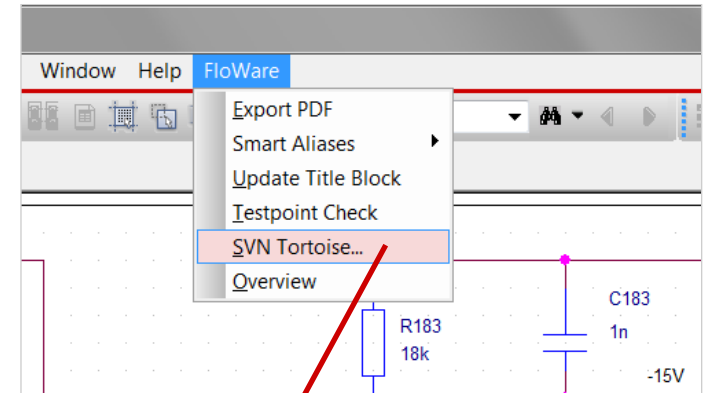 Window Help FloWare
Export PDF
Smart Aliases
Update Title Block
Testpoint Check
SVN Tortoise...
Overview
C183
1n
R183
18k
-15V